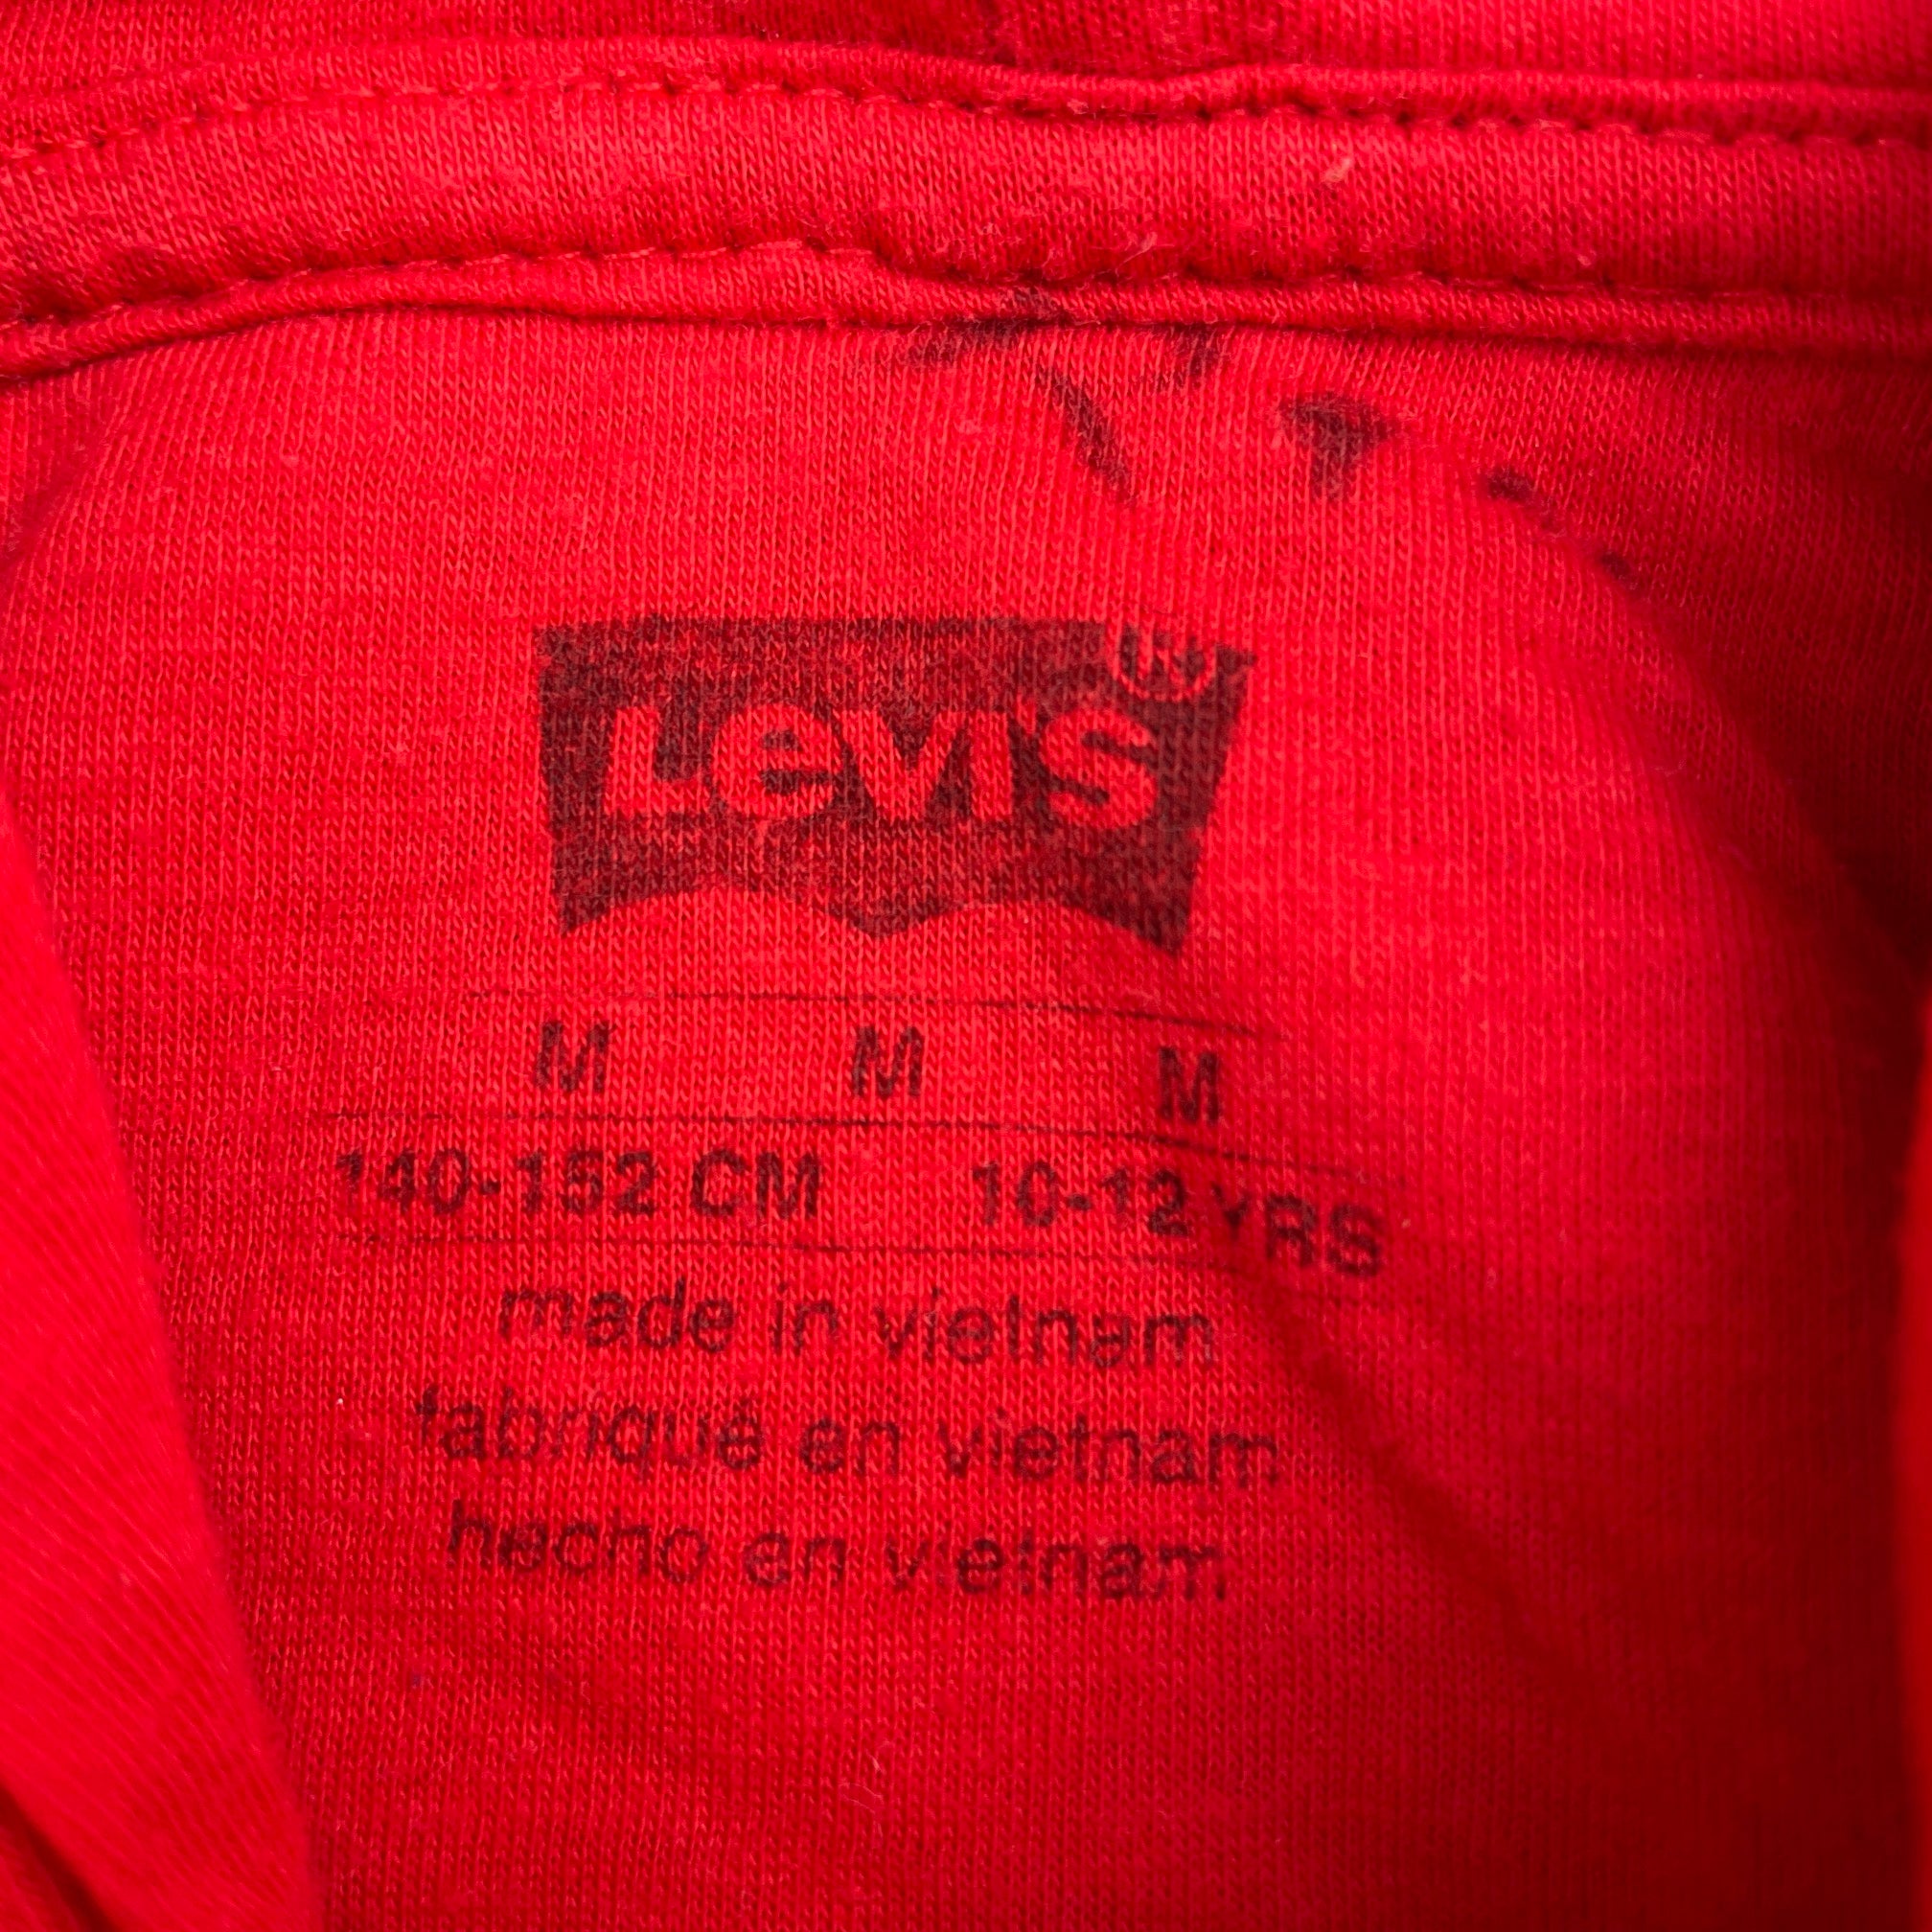 Levi's ®
M M M
140-152 CM 10-12 YRS
made in vietnam
fabriqué en vietnam
hecho en vietnam